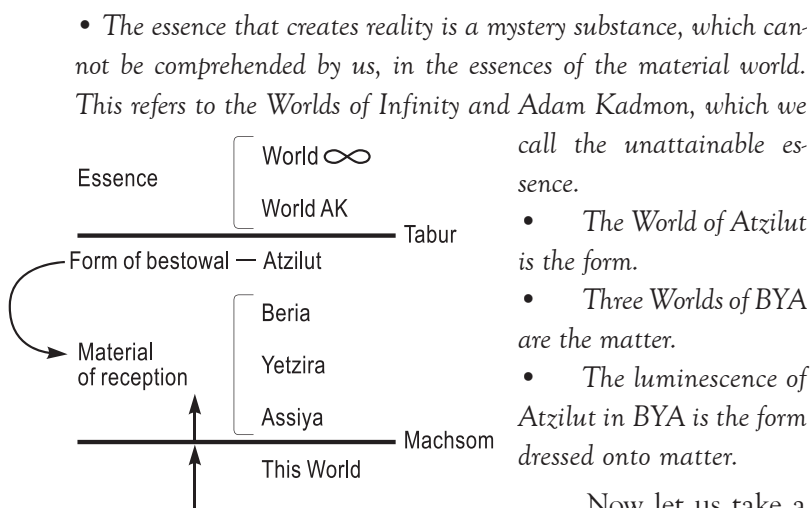 • The essence that creates reality is a mystery substance, which can-
not be comprehended by us, in the essences of the material world.
This refers to the Worlds of Infinity and Adam Kadmon, which we
call the unattainable es-
sence.
• The World of Atzilut
is the form.
• Three Worlds of BYA
are the matter.
• The luminescence of
Atzilut in BYA is the form
dressed onto matter.
Now let us take a
Essence
World ∞
World AK
Tabur
Form of bestowal — Atzilut
Beria
Material
of reception
Yetzira
Assiya
Machsom
This World